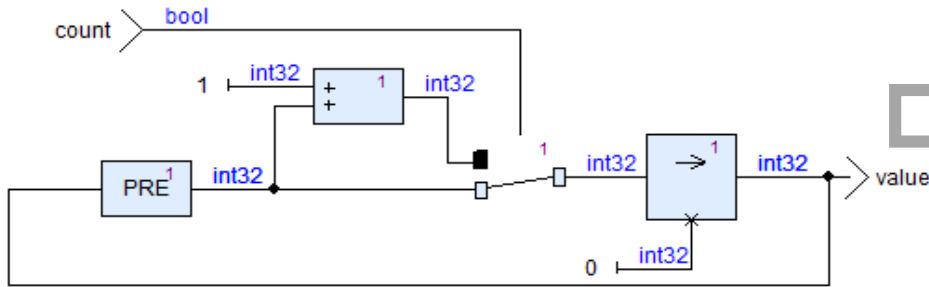 bool
count
1
int32
+
+
1
int32
1
PRE
1
int32
int32
1
int32
value
0
int32